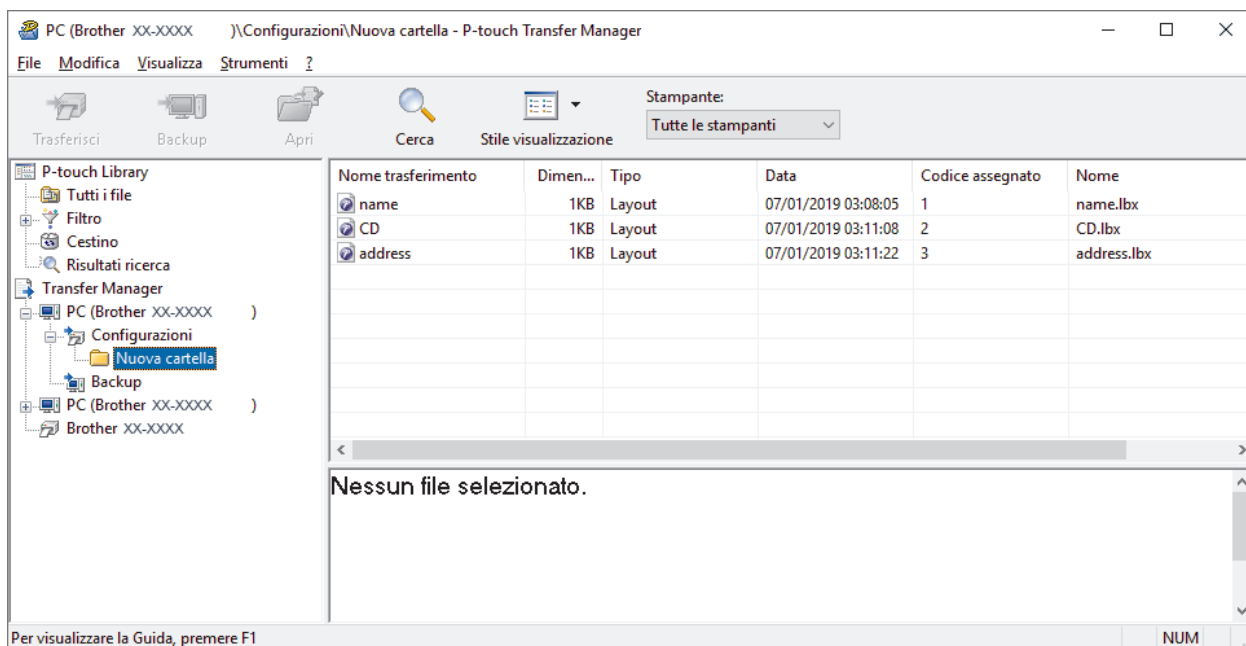 PC (Brother XX-XXXX )\Configurazioni\Nuova cartella - P-touch Transfer Manager
File Modifica Visualizza Strumenti ?
Trasferisci Backup Apri Cerca Stile visualizzazione
Stampante:
Tutte le stampanti
P-touch Library
Tutti i file
Filtro
Cestino
Risultati ricerca
Transfer Manager
PC (Brother XX-XXXX )
Configurazioni
Nuova cartella
Backup
PC (Brother XX-XXXX )
Brother XX-XXXX
Nome trasferimento Dimen... Tipo Data Codice assegnato Nome
name 1KB Layout 07/01/2019 03:08:05 1 name.lbx
CD 1KB Layout 07/01/2019 03:11:08 2 CD.lbx
address 1KB Layout 07/01/2019 03:11:22 3 address.lbx
Nessun file selezionato.
Per visualizzare la Guida, premere F1 NUM